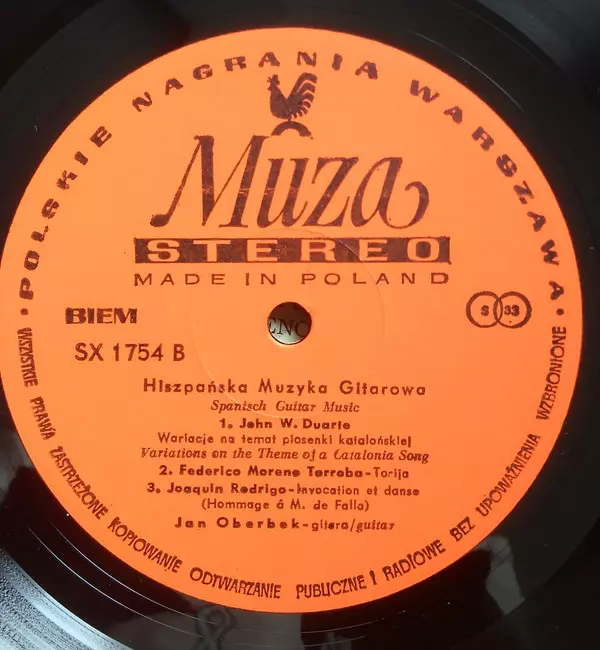 • POLSKIE NAGRANIA WARSZAWA •
Muza
STEREO
MADE IN POLAND
BIEM
S 33
SX 1754 B
ENC
Hiszpańska Muzyka Gitarowa
Spanisch Guitar Music
1. John W. Duarte
Wariacje na temat piosenki katalońskiej
Variations on the Theme of a Catalonia Song
2. Federico Moreno Torroba-Torija
3. Joaquin Rodrigo-Invocation et danse
(Hommage á M. de Falla)
Jan Oberbek-gitara/guitar
WSZYSTKIE PRAWA ZASTRZEŻONE KOPIOWANIE ODTWARZANIE PUBLICZNE I RADIOWE BEZ UPOWAŻNIENIA WZBRONIONE